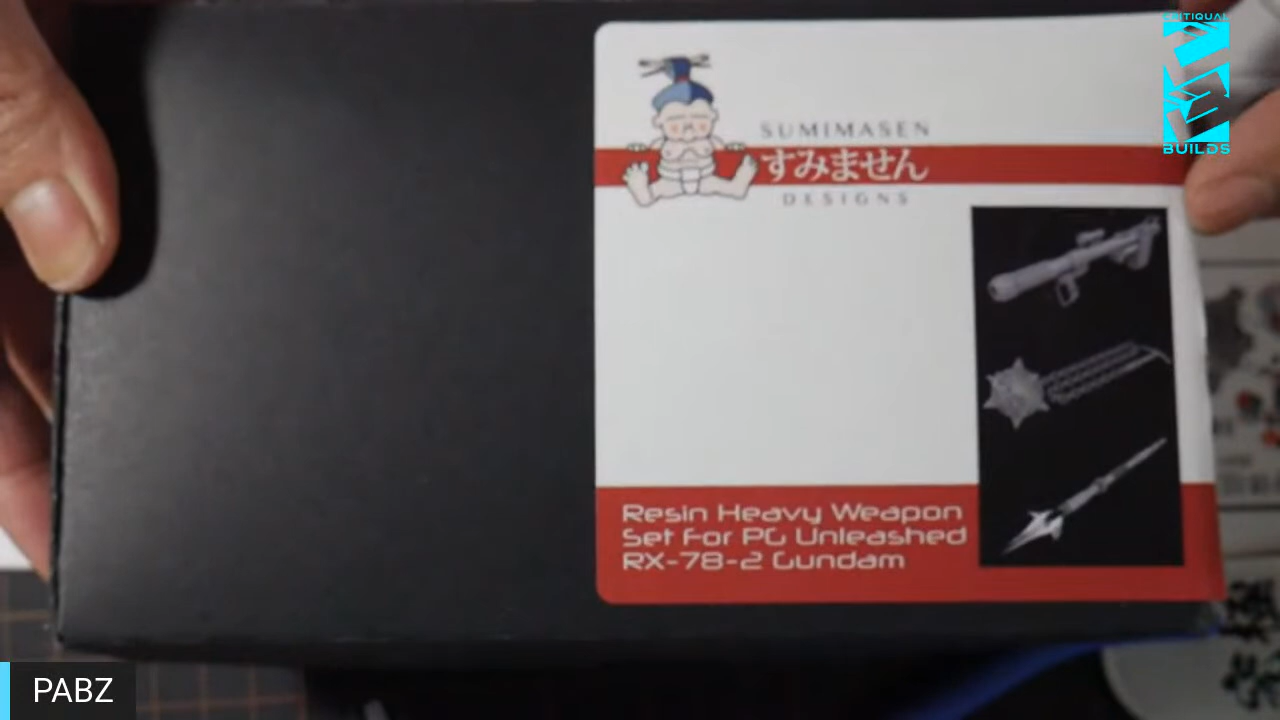 CRITIQUAL
BUILDS
SUMIMASEN
すみません
DESIGNS
Resin Heavy Weapon
Set For PG Unleashed
RX-78-2 Gundam
PABZ